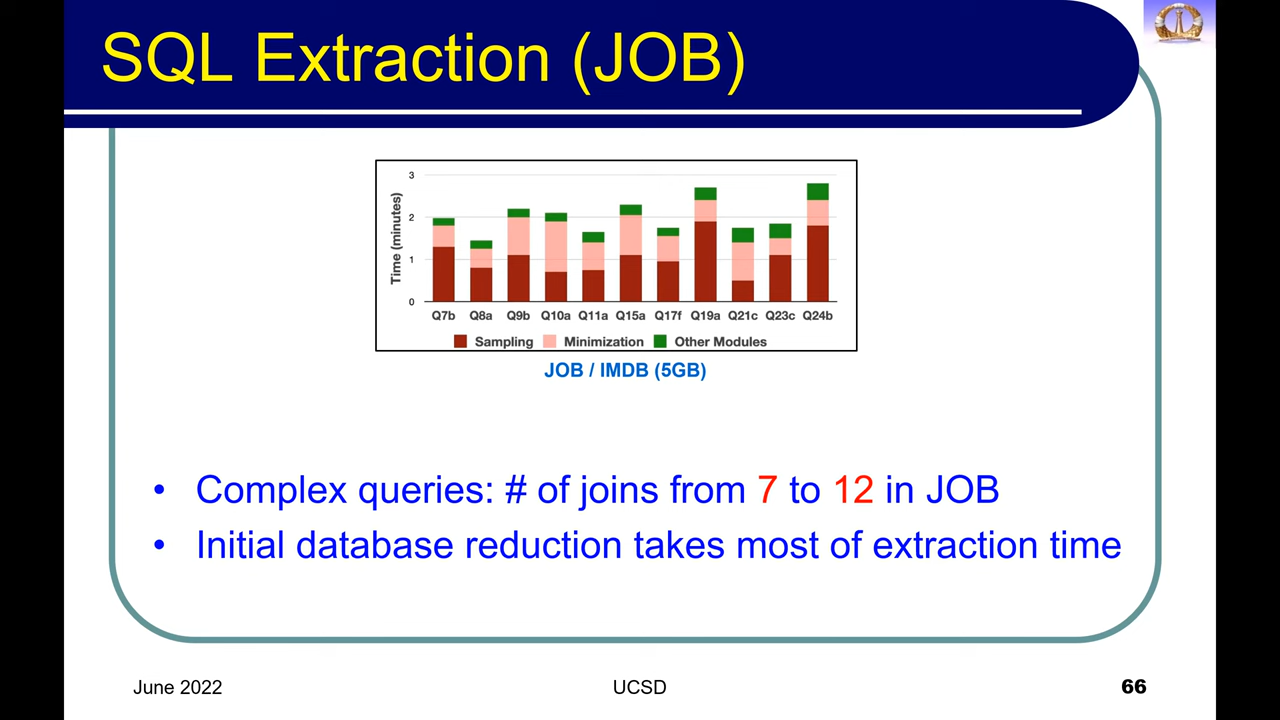 SQL Extraction (JOB)
Time (minutes)
3
2
1
0
Q7b Q8a Q9b Q10a Q11a Q15a Q17f Q19a Q21c Q23c Q24b
Sampling Minimization Other Modules
JOB / IMDB (5GB)
• Complex queries: # of joins from 7 to 12 in JOB
• Initial database reduction takes most of extraction time
June 2022 UCSD 66